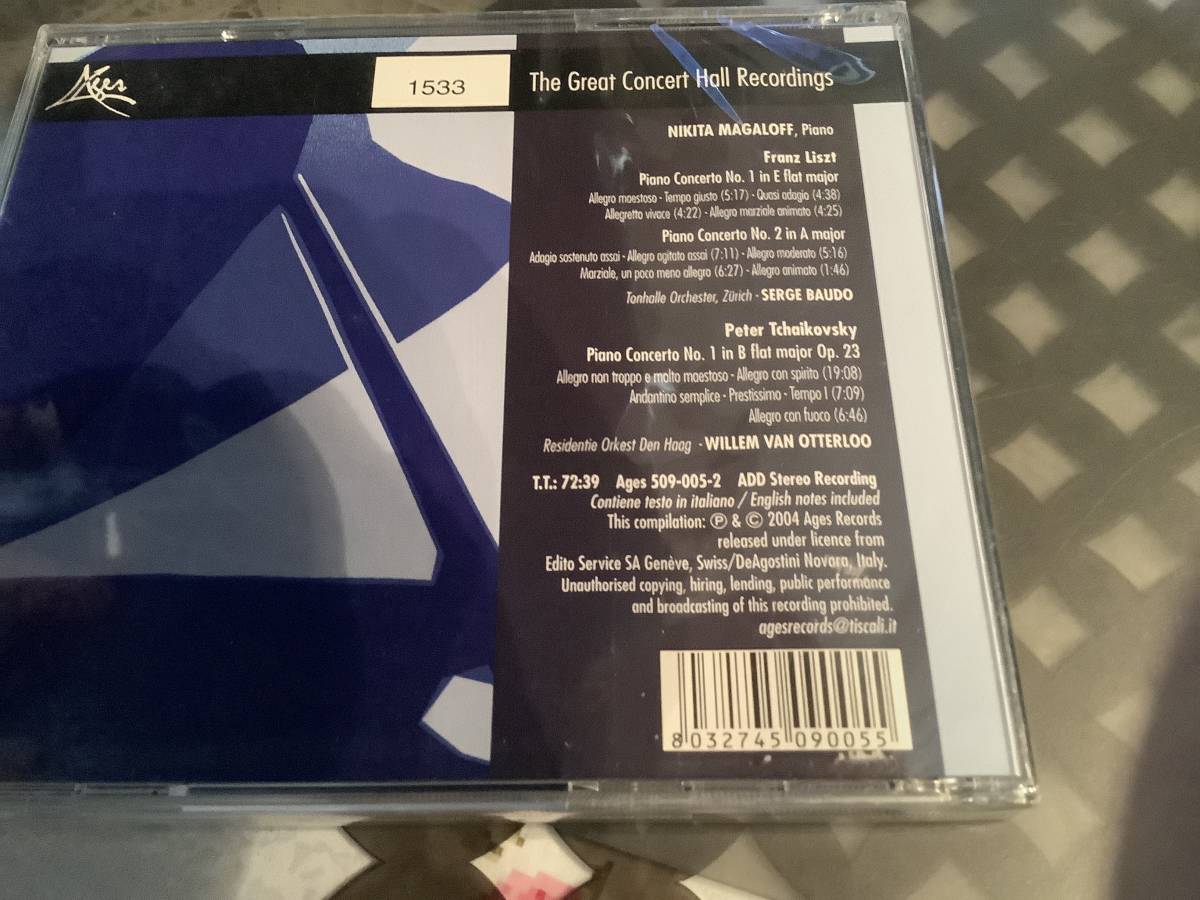 Ages
1533
The Great Concert Hall Recordings
NIKITA MAGALOFF, Piano
Franz Liszt
Piano Concerto No. 1 in E flat major
Allegro maestoso - Tempo giusto (5:17) - Quasi adagio (4:38)
Allegretto vivace (4:22) - Allegro marziale animato (4:25)
Piano Concerto No. 2 in A major
Adagio sostenuto assai - Allegro agitato assai (7:11) - Allegro moderato (5:16)
Marziale, un poco meno allegro (6:27) - Allegro animato (1:46)
Tonhalle Orchester, Zürich - SERGE BAUDO
Peter Tchaikovsky
Piano Concerto No. 1 in B flat major Op. 23
Allegro non troppo e molto maestoso - Allegro con spirito (19:08)
Andantino semplice - Prestissimo - Tempo I (7:09)
Allegro con fuoco (6:46)
Residentie Orkest Den Haag - WILLEM VAN OTTERLOO
T.T.: 72:39 Ages 509-005-2 ADD Stereo Recording
Contiene testo in italiano / English notes included
This compilation: ℗ & © 2004 Ages Records
released under licence from
Edito Service SA Genève, Swiss/DeAgostini Novara, Italy.
Unauthorised copying, hiring, lending, public performance
and broadcasting of this recording prohibited.
agesrecords@tiscali.it
8 032745 090055